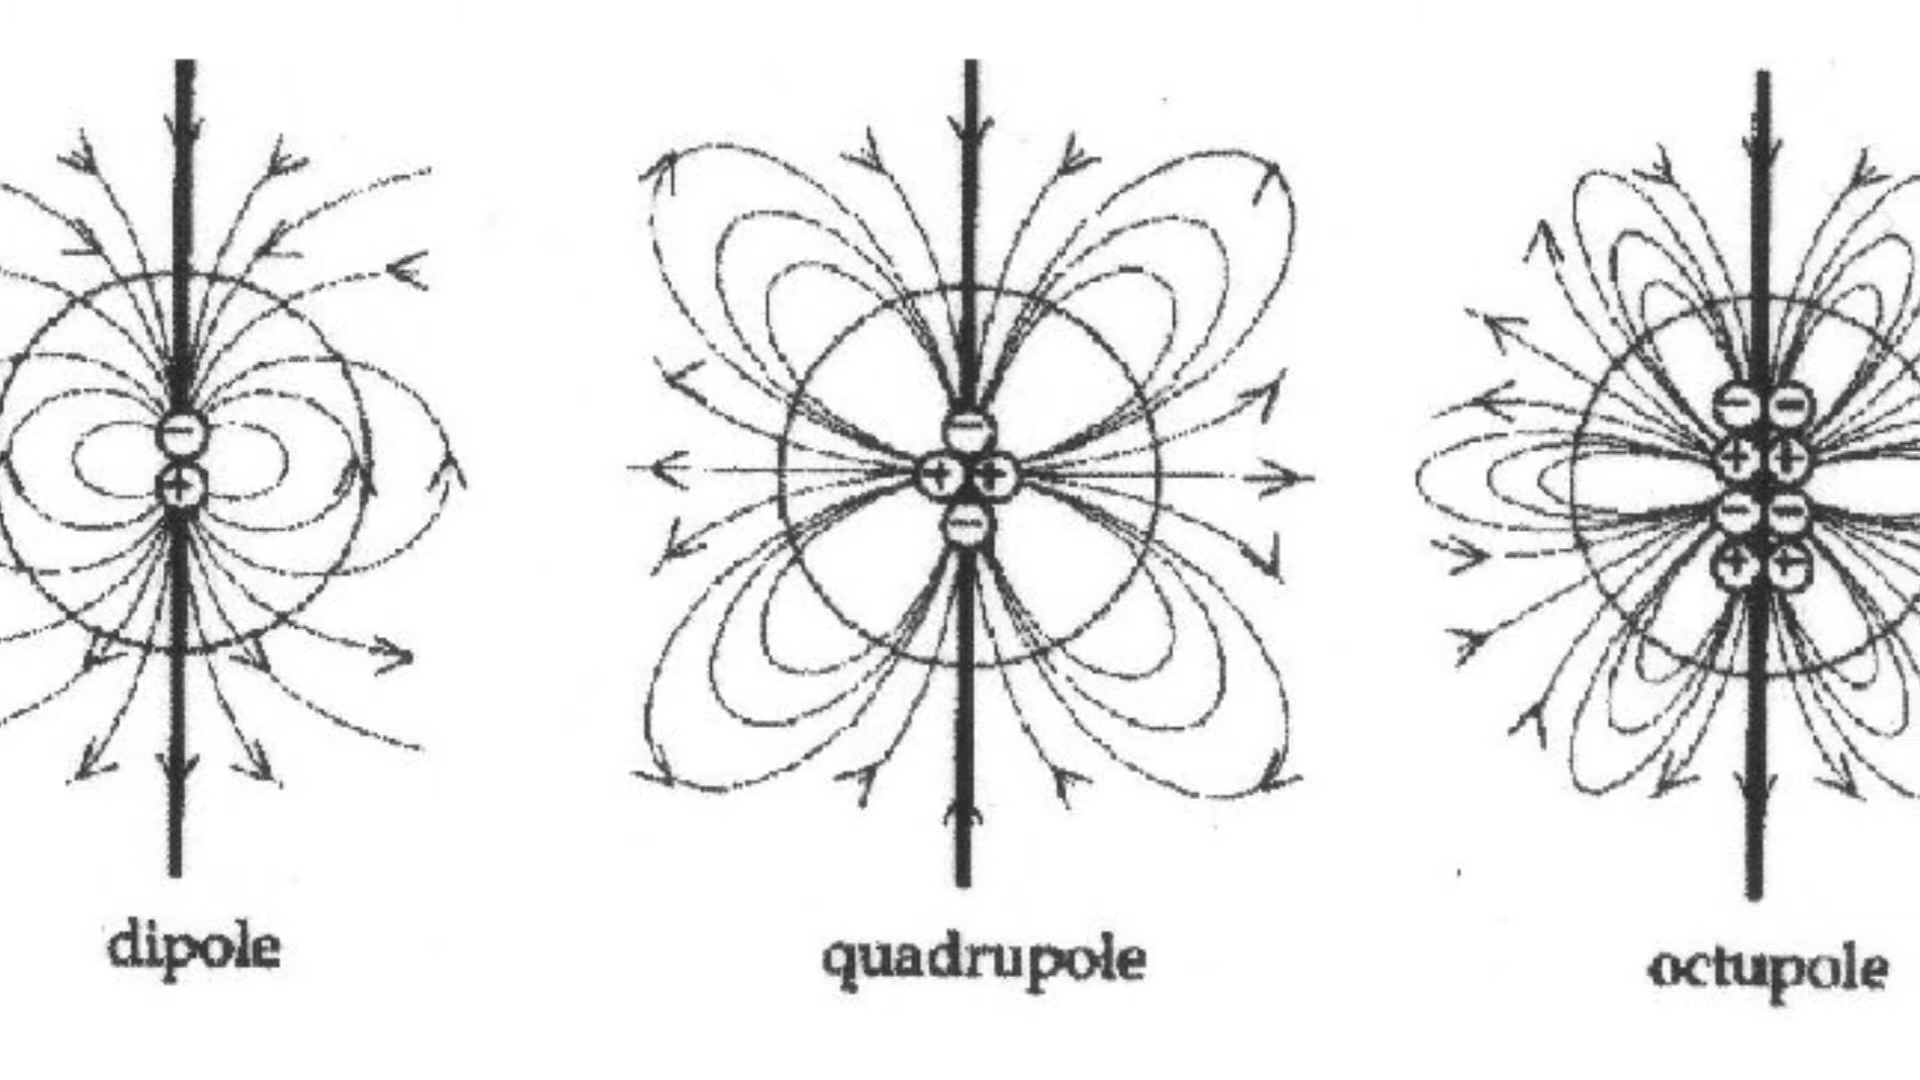 − − −
+ + + + +
− − −
+ +
dipole
quadrupole
octupole